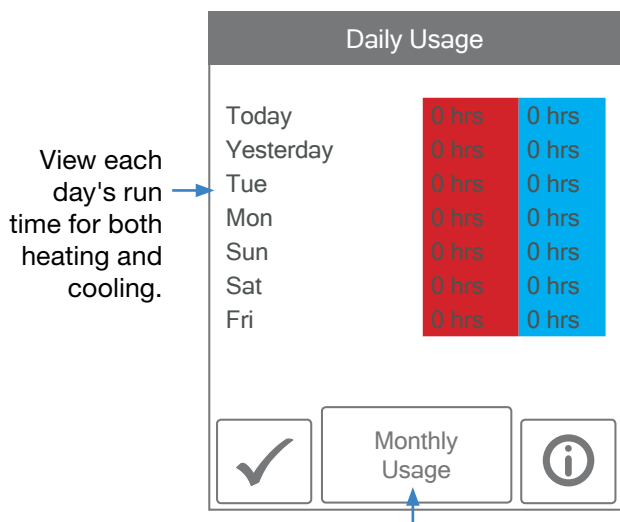 Daily Usage
View each
day's run
time for both
heating and
cooling.
Today 0 hrs 0 hrs
Yesterday 0 hrs 0 hrs
Tue 0 hrs 0 hrs
Mon 0 hrs 0 hrs
Sun 0 hrs 0 hrs
Sat 0 hrs 0 hrs
Fri 0 hrs 0 hrs
Monthly
Usage